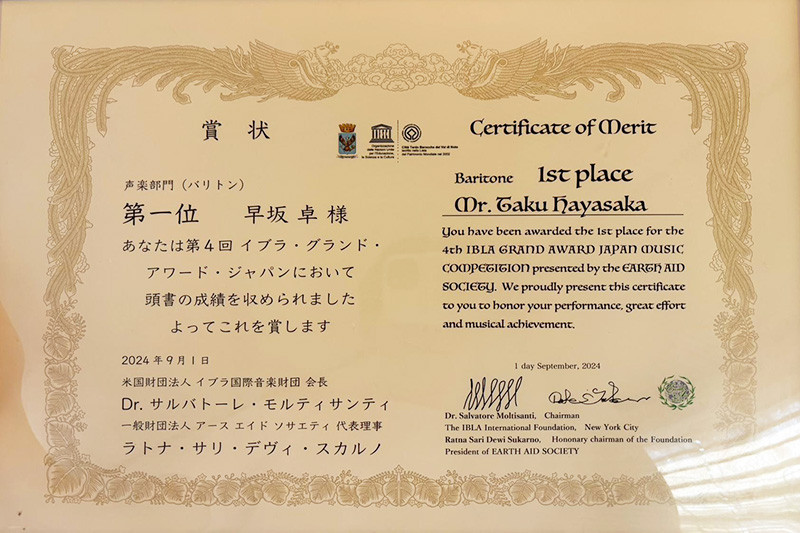 賞 状
声楽部門（バリトン）
第一位 早坂 卓 様
あなたは第4回 イブラ・グランド・
アワード・ジャパンにおいて
頭書の成績を収められました
よってこれを賞します
2024年9月1日
米国財団法人 イブラ国際音楽財団 会長
Dr. サルバトーレ・モルティサンティ
一般財団法人 アース エイド ソサエティ 代表理事
ラトナ・サリ・デヴィ・スカルノ
Certificate of Merit
Baritone 1st place
Mr. Taku Hayasaka
You have been awarded the 1st place for the
4th IBLA GRAND AWARD JAPAN MUSIC
COMPETITION presented by the EARTH AID
SOCIETY. We proudly present this certificate
to you to honor your performance, great effort
and musical achievement.
1 day September, 2024
Dr. Salvatore Moltisanti, Chairman
The IBLA International Foundation, New York City
Ratna Sari Dewi Sukarno, Honorary chairman of the Foundation
President of EARTH AID SOCIETY